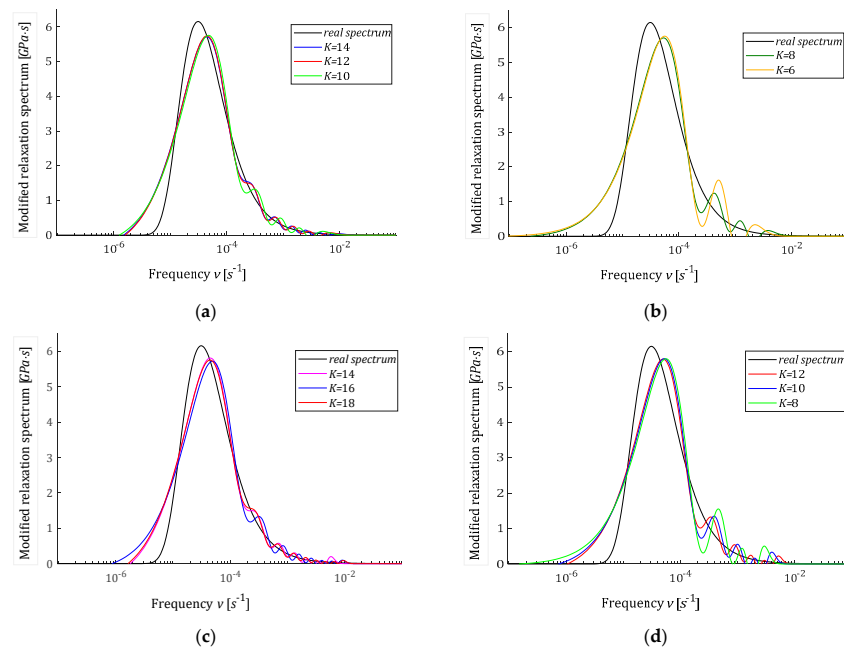 Modified relaxation spectrum [GPa·s]
6
5
4
3
2
1
0
real spectrum
K=14
K=12
K=10
10-6
10-4
10-2
Frequency v [s-1]
(a)
Modified relaxation spectrum [GPa·s]
6
5
4
3
2
1
0
real spectrum
K=8
K=6
10-6
10-4
10-2
Frequency v [s-1]
(b)
Modified relaxation spectrum [GPa·s]
6
5
4
3
2
1
0
real spectrum
K=14
K=16
K=18
10-6
10-4
10-2
Frequency v [s-1]
(c)
Modified relaxation spectrum [GPa·s]
6
5
4
3
2
1
0
real spectrum
K=12
K=10
K=8
10-6
10-4
10-2
Frequency v [s-1]
(d)